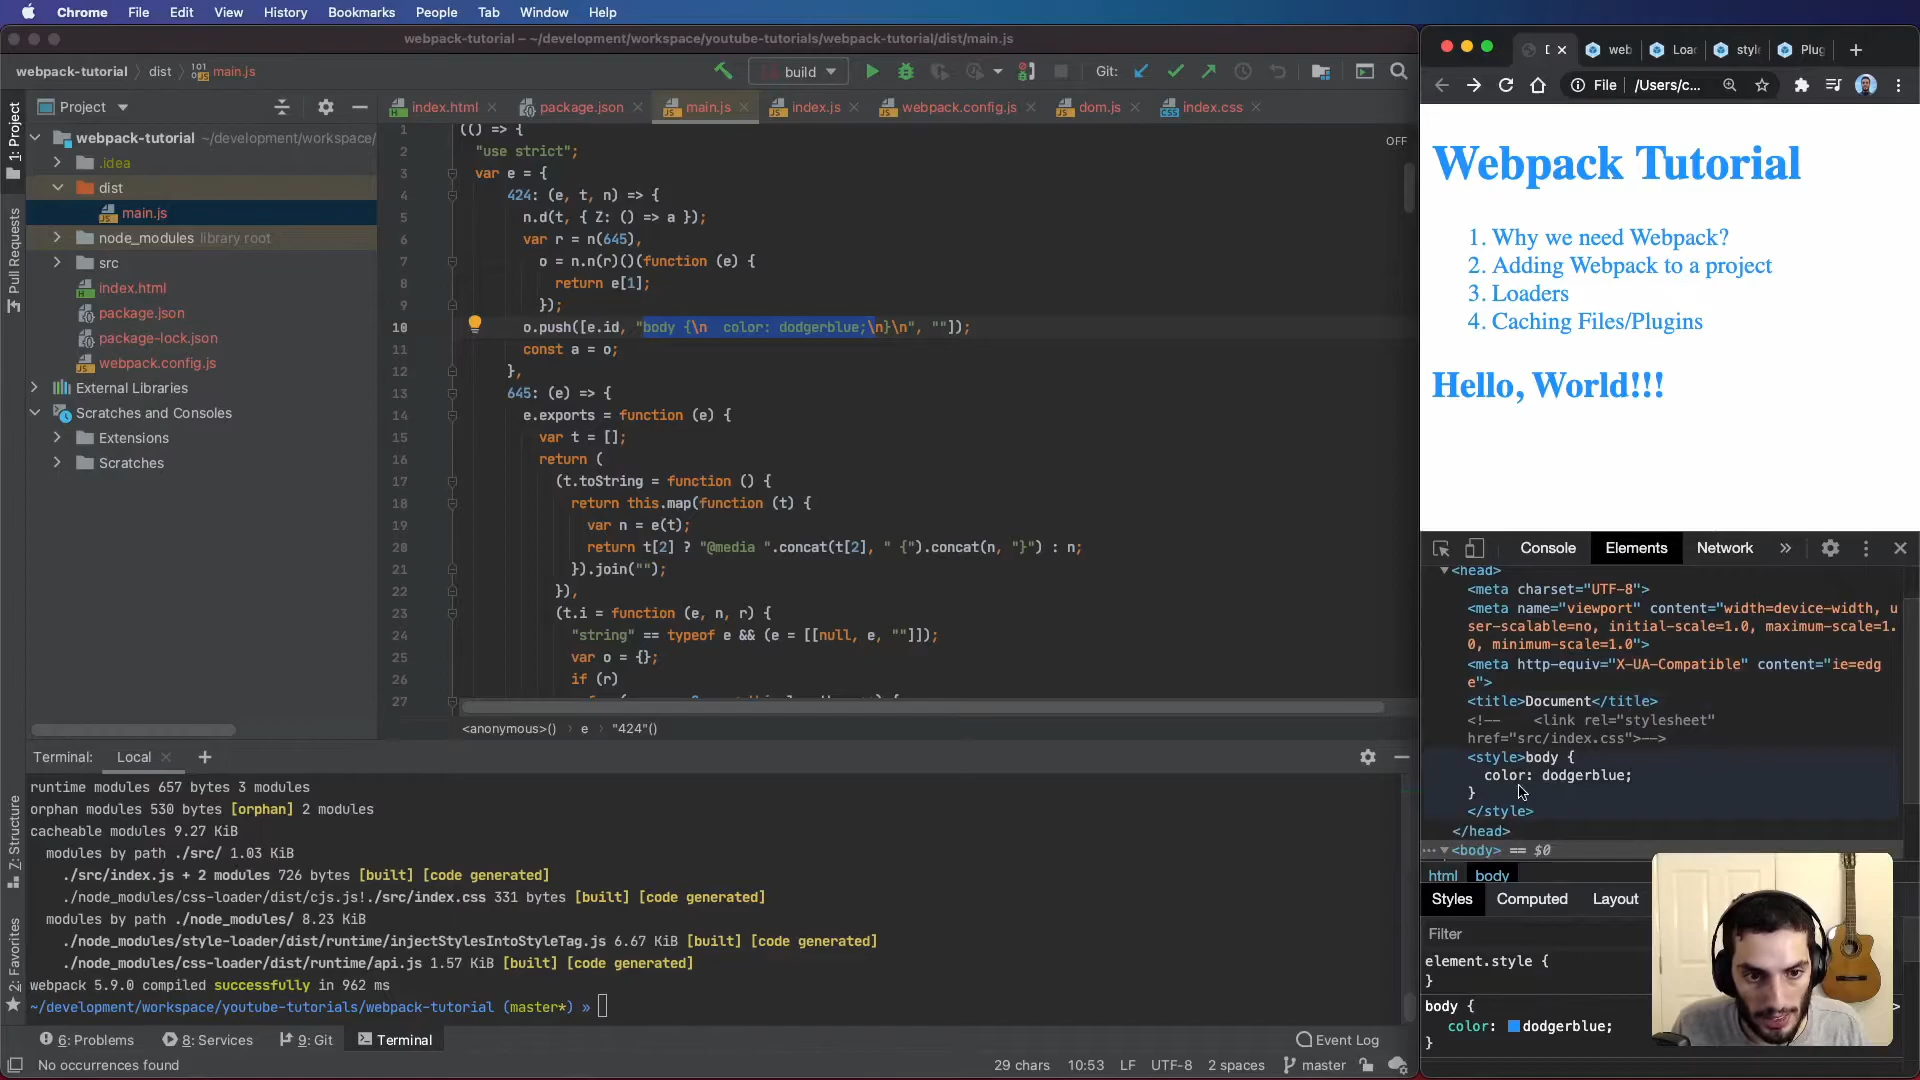 Chrome File Edit View History Bookmarks People Tab Window Help
webpack-tutorial – ~/development/workspace/youtube-tutorials/webpack-tutorial/dist/main.js
webpack-tutorial dist main.js
build
Git:
Project
index.html
package.json
main.js
index.js
webpack.config.js
dom.js
index.css
1: Project
Pull Requests
Z: Structure
2: Favorites
webpack-tutorial ~/development/workspace/
.idea
dist
main.js
node_modules library root
src
index.html
package.json
package-lock.json
webpack.config.js
External Libraries
Scratches and Consoles
Extensions
Scratches
OFF
1 (() => {
2 "use strict";
3 var e = {
4 424: (e, t, n) => {
5 n.d(t, { Z: () => a });
6 var r = n(645),
7 o = n.n(r)()(function (e) {
8 return e[1];
9 });
10 o.push([e.id, "body {\n  color: dodgerblue;\n}\n", ""]);
11 const a = o;
12 },
13 645: (e) => {
14 e.exports = function (e) {
15 var t = [];
16 return (
17 (t.toString = function () {
18 return this.map(function (t) {
19 var n = e(t);
20 return t[2] ? "@media ".concat(t[2], " {").concat(n, "}") : n;
21 }).join("");
22 }),
23 (t.i = function (e, n, r) {
24 "string" == typeof e && (e = [[null, e, ""]]);
25 var o = {};
26 if (r)
27
<anonymous>() e "424"()
Terminal: Local
runtime modules 657 bytes 3 modules
orphan modules 530 bytes [orphan] 2 modules
cacheable modules 9.27 KiB
modules by path ./src/ 1.03 KiB
./src/index.js + 2 modules 726 bytes [built] [code generated]
./node_modules/css-loader/dist/cjs.js!./src/index.css 331 bytes [built] [code generated]
modules by path ./node_modules/ 8.23 KiB
./node_modules/style-loader/dist/runtime/injectStylesIntoStyleTag.js 6.67 KiB [built] [code generated]
./node_modules/css-loader/dist/runtime/api.js 1.57 KiB [built] [code generated]
webpack 5.9.0 compiled successfully in 962 ms
~/development/workspace/youtube-tutorials/webpack-tutorial (master*) »
6: Problems 8: Services 9: Git Terminal Event Log
No occurrences found 29 chars 10:53 LF UTF-8 2 spaces master
web
Loa
style
Plug
File /Users/c...
Webpack Tutorial
1. Why we need Webpack?
2. Adding Webpack to a project
3. Loaders
4. Caching Files/Plugins
Hello, World!!!
Console Elements Network »
<head>
<meta charset="UTF-8">
<meta name="viewport" content="width=device-width, u
ser-scalable=no, initial-scale=1.0, maximum-scale=1.
0, minimum-scale=1.0">
<meta http-equiv="X-UA-Compatible" content="ie=edg
e">
<title>Document</title>
<!-- <link rel="stylesheet"
href="src/index.css">-->
<style>body {
color: dodgerblue;
}
</style>
</head>
<body> == $0
html body
Styles Computed Layout
Filter
element.style {
}
body {
color: dodgerblue;
}